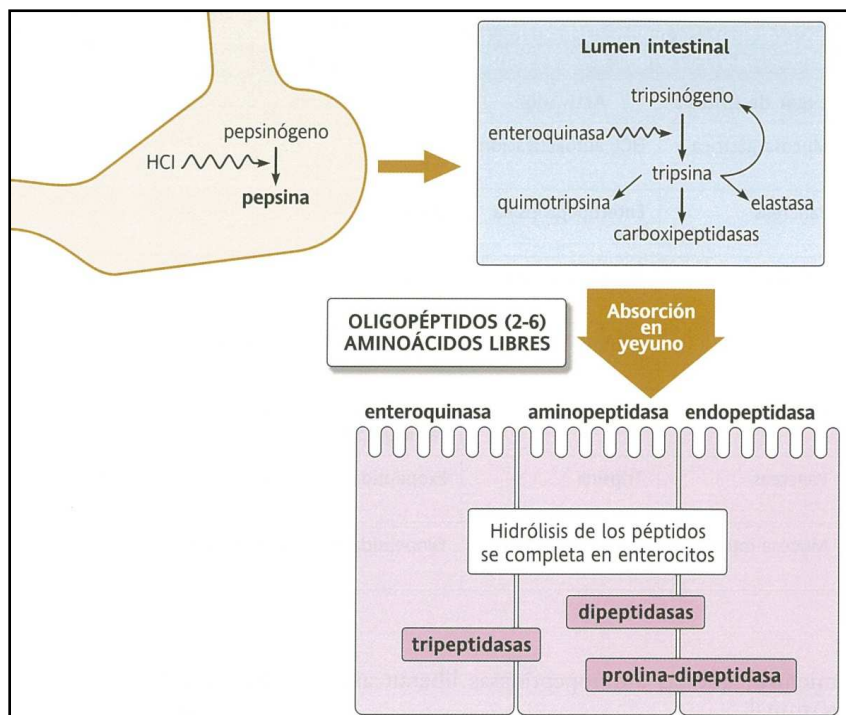 pepsinógeno
HCl
pepsina
Lumen intestinal
tripsinógeno
enteroquinasa
tripsina
quimotripsina
elastasa
carboxipeptidasas
OLIGOPÉPTIDOS (2-6)
AMINOÁCIDOS LIBRES
Absorción
en
yeyuno
enteroquinasa
aminopeptidasa
endopeptidasa
Hidrólisis de los péptidos
se completa en enterocitos
dipeptidasas
tripeptidasas
prolina-dipeptidasa